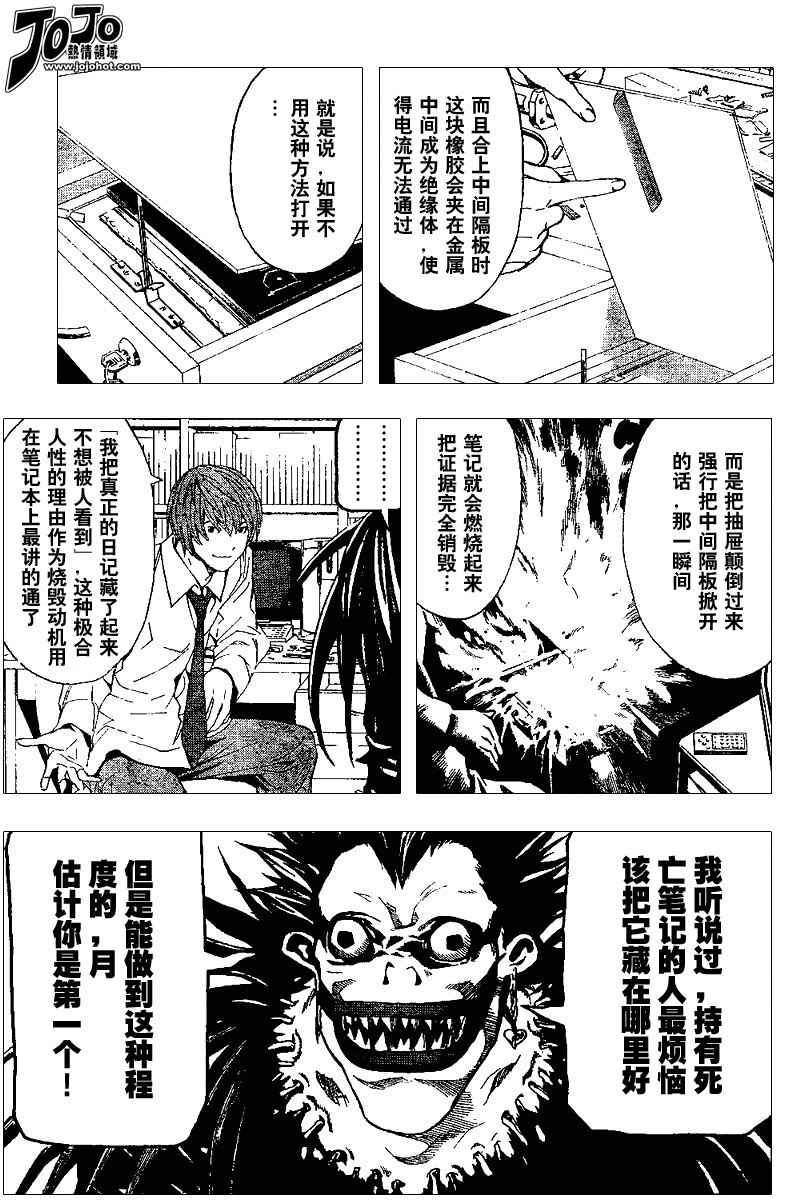 JOJO
熱情領域
www.jojohot.com
而且合上中间隔板时
这块橡胶会夹在金属
中间成为绝缘体，使
得电流无法通过
就是说，如果不
用这种方法打开
…
而是把抽屉颠倒过来
强行把中间隔板掀开
的话，那一瞬间
笔记就会燃烧起来
把证据完全销毁…
…………
「我把真正的日记藏了起来
不想被人看到」，这种极合
人性的理由作为烧毁动机用
在笔记本上最讲的通了
我听说过，持有死
亡笔记的人最烦恼
该把它藏在哪里好
但是能做到这种程
度的，月
估计你是第一个！